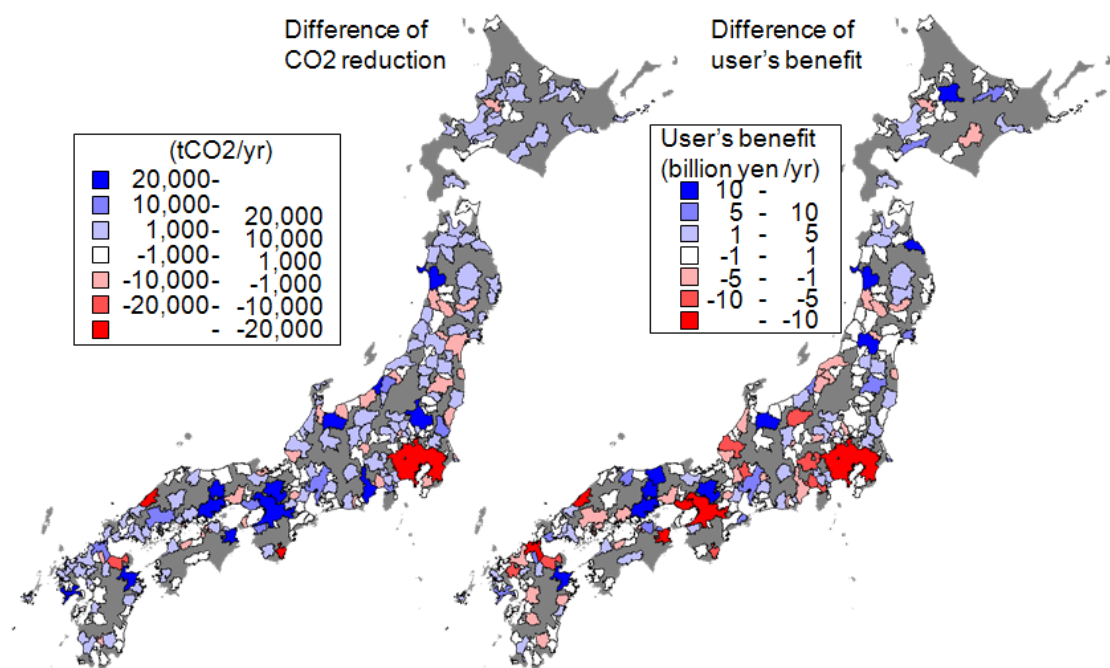 Difference of
CO2 reduction
(tCO2/yr)
20,000-
10,000- 20,000
1,000- 10,000
-1,000- 1,000
-10,000- -1,000
-20,000- -10,000
- -20,000
Difference of
user's benefit
User's benefit
(billion yen /yr)
10 -
5 - 10
1 - 5
-1 - 1
-5 - -1
-10 - -5
- -10